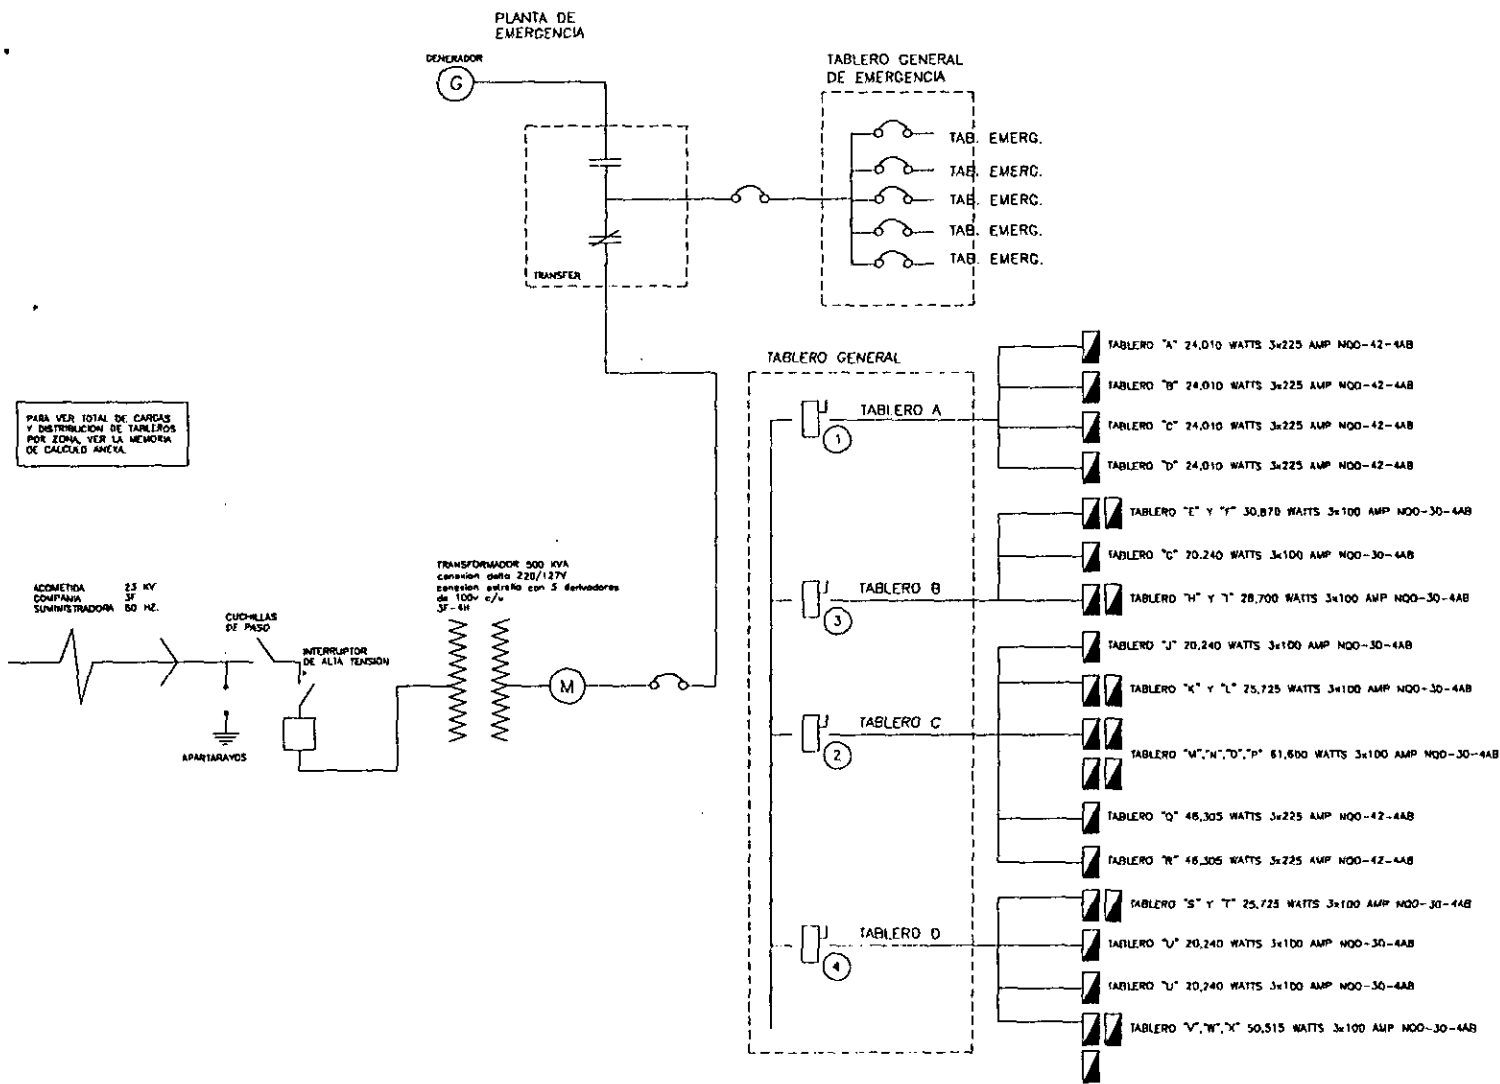 PLANTA DE
EMERGENCIA
GENERADOR
G
TRANSFER
TABLERO GENERAL
DE EMERGENCIA
TAB. EMERG.
TAB. EMERG.
TAB. EMERG.
TAB. EMERG.
TAB. EMERG.
PARA VER TOTAL DE CARGAS
Y DISTRIBUCION DE TABLEROS
POR ZONA, VER LA MEMORIA
DE CALCULO ANEXA.
ACOMETIDA 23 KV
COMPAÑIA 3F
SUMINISTRADORA 60 HZ.
CUCHILLAS
DE PASO
INTERRUPTOR
DE ALTA TENSION
APARTARAYOS
TRANSFORMADOR 500 KVA
conexion delta 220/127V
conexion estrella con 5 derivadores
de 100v c/u
3F-4H
M
TABLERO GENERAL
TABLERO A
1
TABLERO B
3
TABLERO C
2
TABLERO D
4
TABLERO "A" 24,010 WATTS 3x225 AMP NQO-42-4AB
TABLERO "B" 24,010 WATTS 3x225 AMP NQO-42-4AB
TABLERO "C" 24,010 WATTS 3x225 AMP NQO-42-4AB
TABLERO "D" 24,010 WATTS 3x225 AMP NQO-42-4AB
TABLERO "E" Y "F" 30,870 WATTS 3x100 AMP NQO-30-4AB
TABLERO "G" 20,240 WATTS 3x100 AMP NQO-30-4AB
TABLERO "H" Y "I" 28,700 WATTS 3x100 AMP NQO-30-4AB
TABLERO "J" 20,240 WATTS 3x100 AMP NQO-30-4AB
TABLERO "K" Y "L" 25,725 WATTS 3x100 AMP NQO-30-4AB
TABLERO "M","N","O","P" 61,600 WATTS 3x100 AMP NQO-30-4AB
TABLERO "Q" 46,305 WATTS 3x225 AMP NQO-42-4AB
TABLERO "R" 46,305 WATTS 3x225 AMP NQO-42-4AB
TABLERO "S" Y "T" 25,725 WATTS 3x100 AMP NQO-30-4AB
TABLERO "U" 20,240 WATTS 3x100 AMP NQO-30-4AB
TABLERO "U" 20,240 WATTS 3x100 AMP NQO-30-4AB
TABLERO "V","W","X" 50,515 WATTS 3x100 AMP NQO-30-4AB